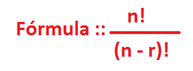 Fórmula :: n!
(n - r)!